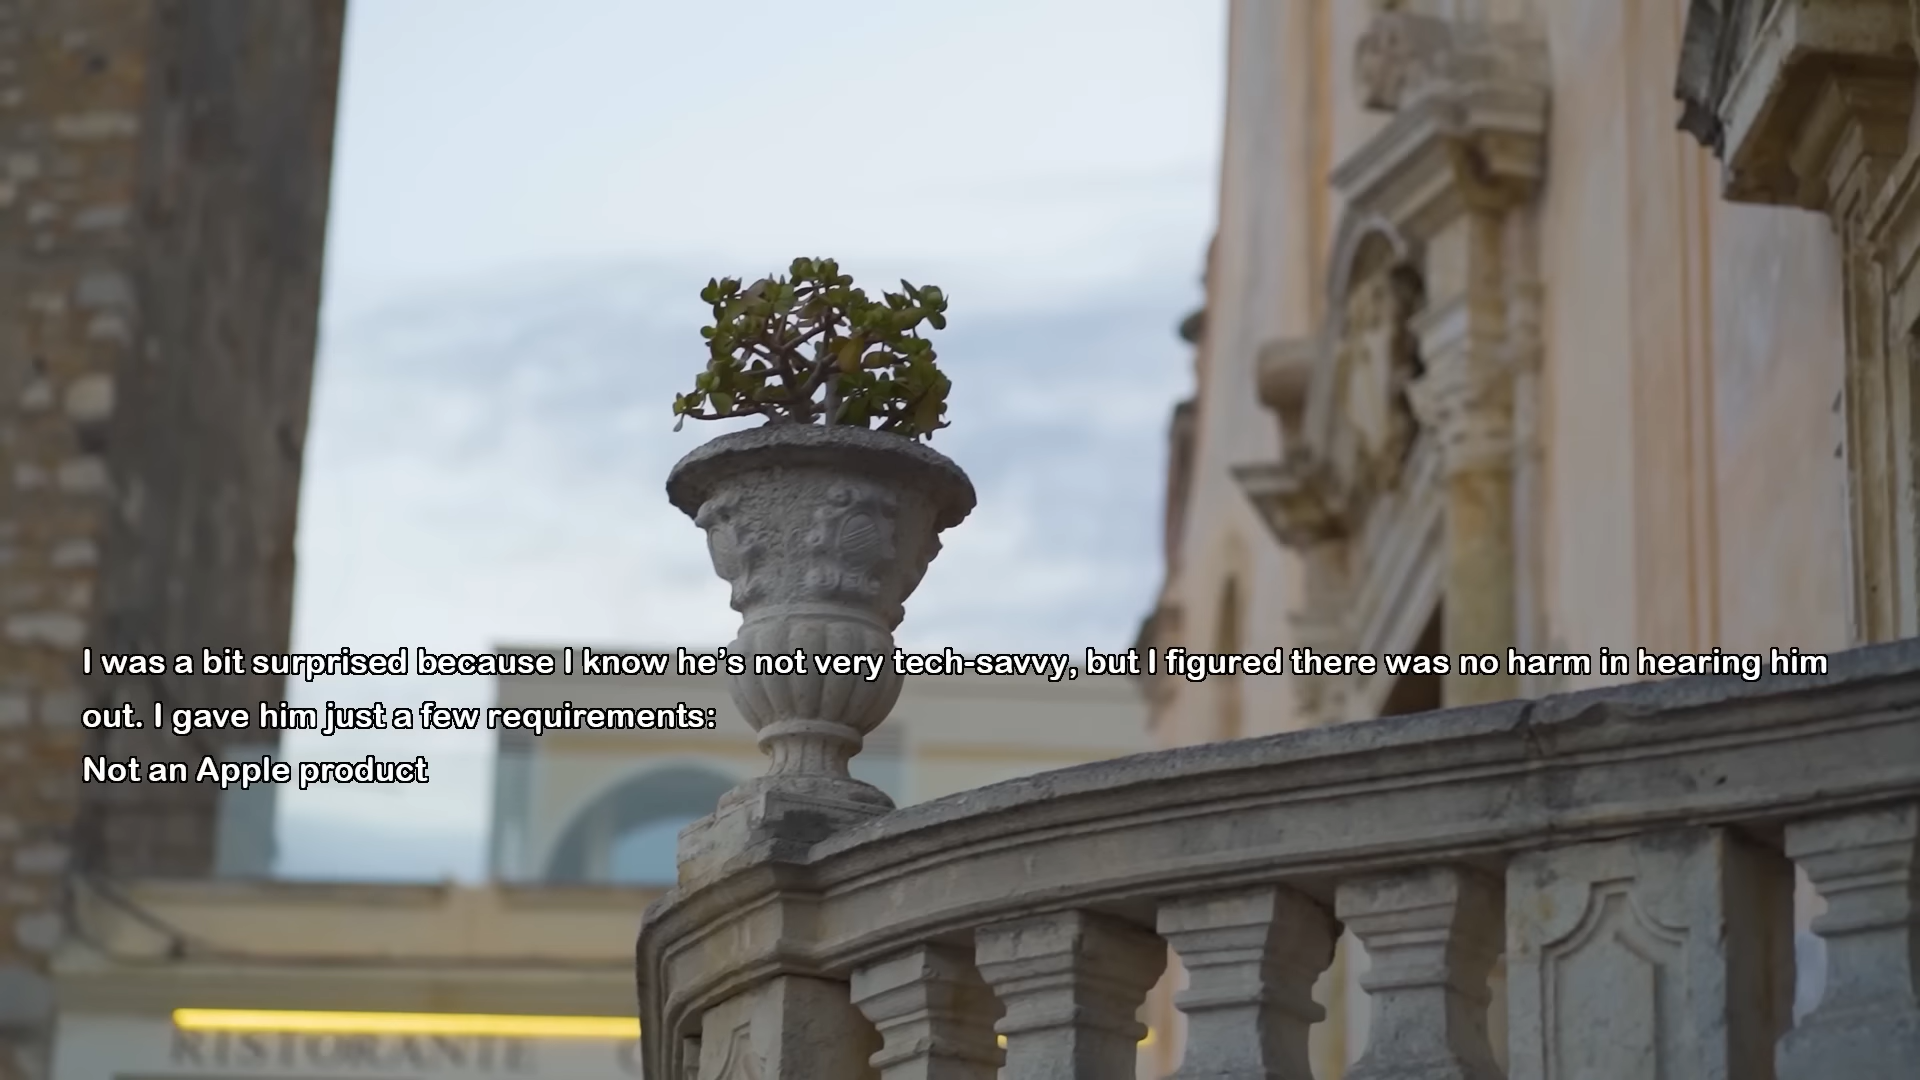 I was a bit surprised because I know he’s not very tech-savvy, but I figured there was no harm in hearing him
out. I gave him just a few requirements:
Not an Apple product
RISTORANTE